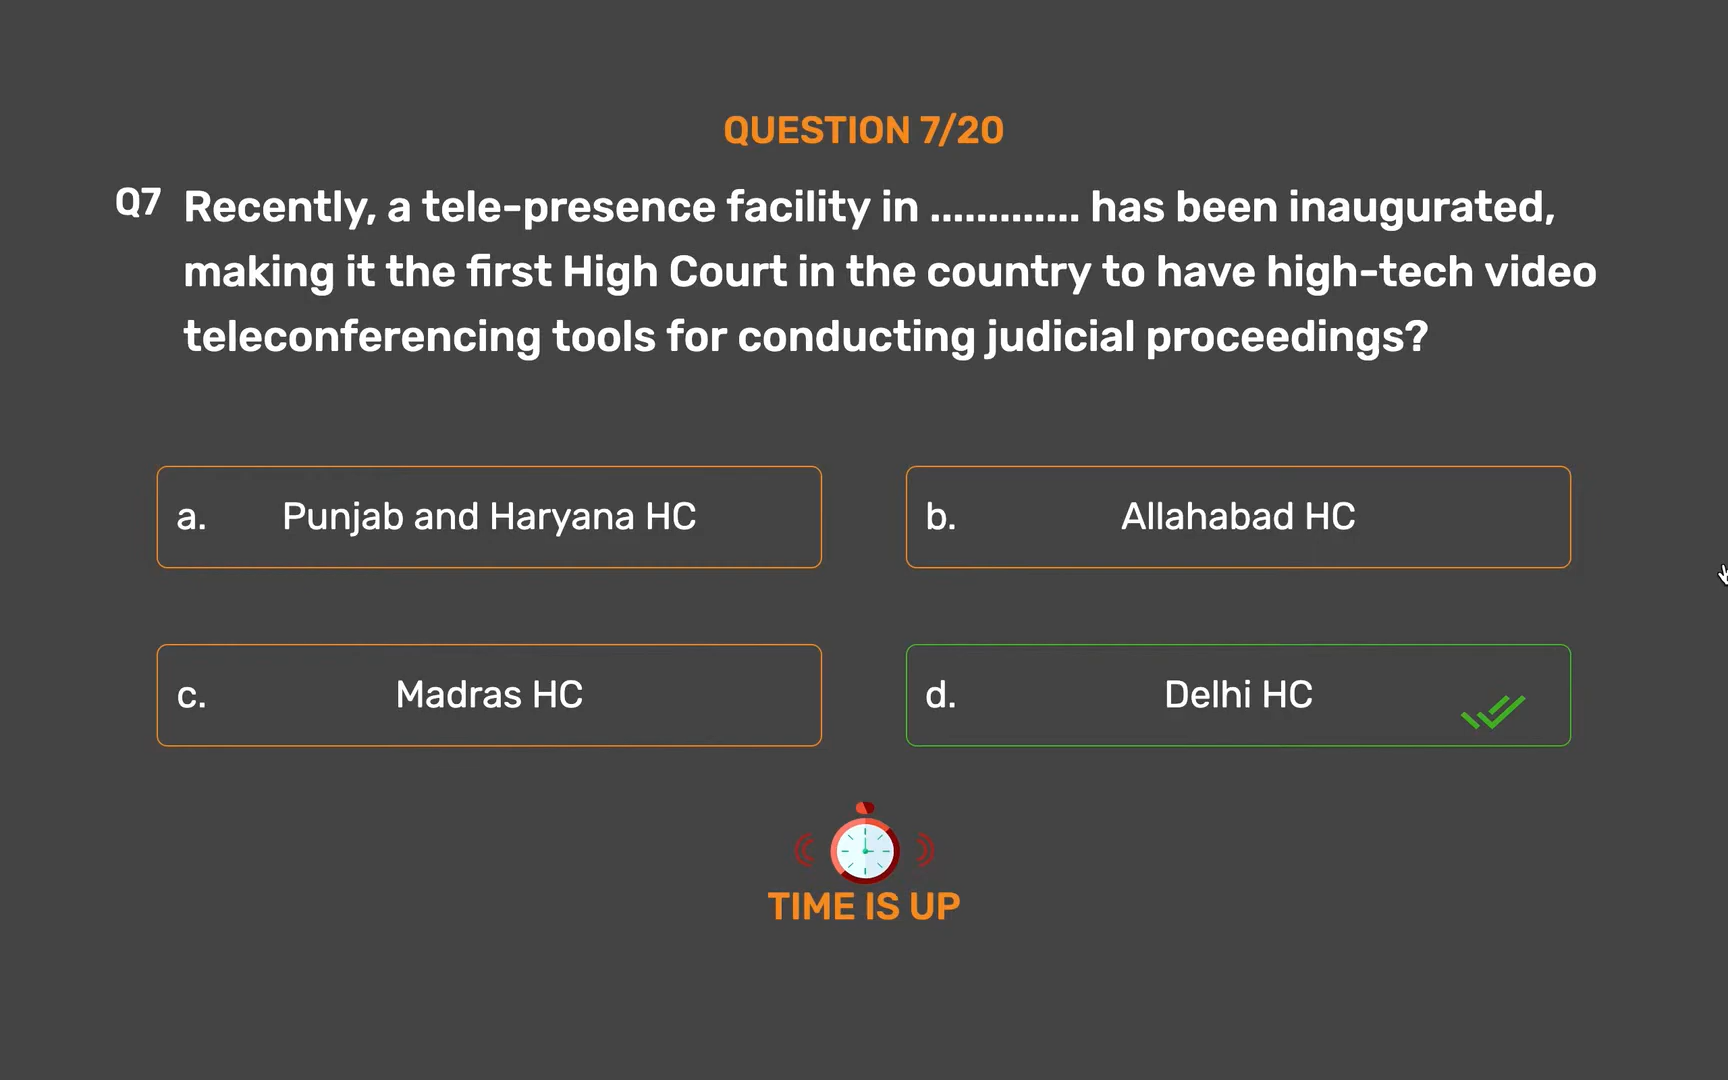 QUESTION 7/20
Q7 Recently, a tele-presence facility in ............. has been inaugurated,
making it the first High Court in the country to have high-tech video
teleconferencing tools for conducting judicial proceedings?
a. Punjab and Haryana HC
b. Allahabad HC
c. Madras HC
d. Delhi HC
TIME IS UP